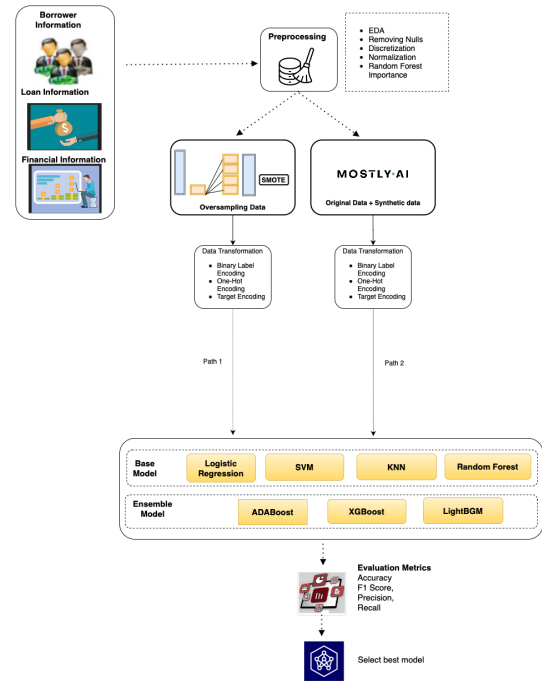 Borrower
Information
Loan Information
Financial Information
Preprocessing
EDA
Removing Nulls
Discretization
Normalization
Random Forest
Importance
SMOTE
Oversampling Data
MOSTLY·AI
Original Data + Synthetic data
Data Transformation
Binary Label
Encoding
One-Hot
Encoding
Target Encoding
Data Transformation
Binary Label
Encoding
One-Hot
Encoding
Target Encoding
Path 1
Path 2
Base
Model
Logistic
Regression
SVM
KNN
Random Forest
Ensemble
Model
ADABoost
XGBoost
LightBGM
Evaluation Metrics
Accuracy
F1 Score,
Precision,
Recall
Select best model